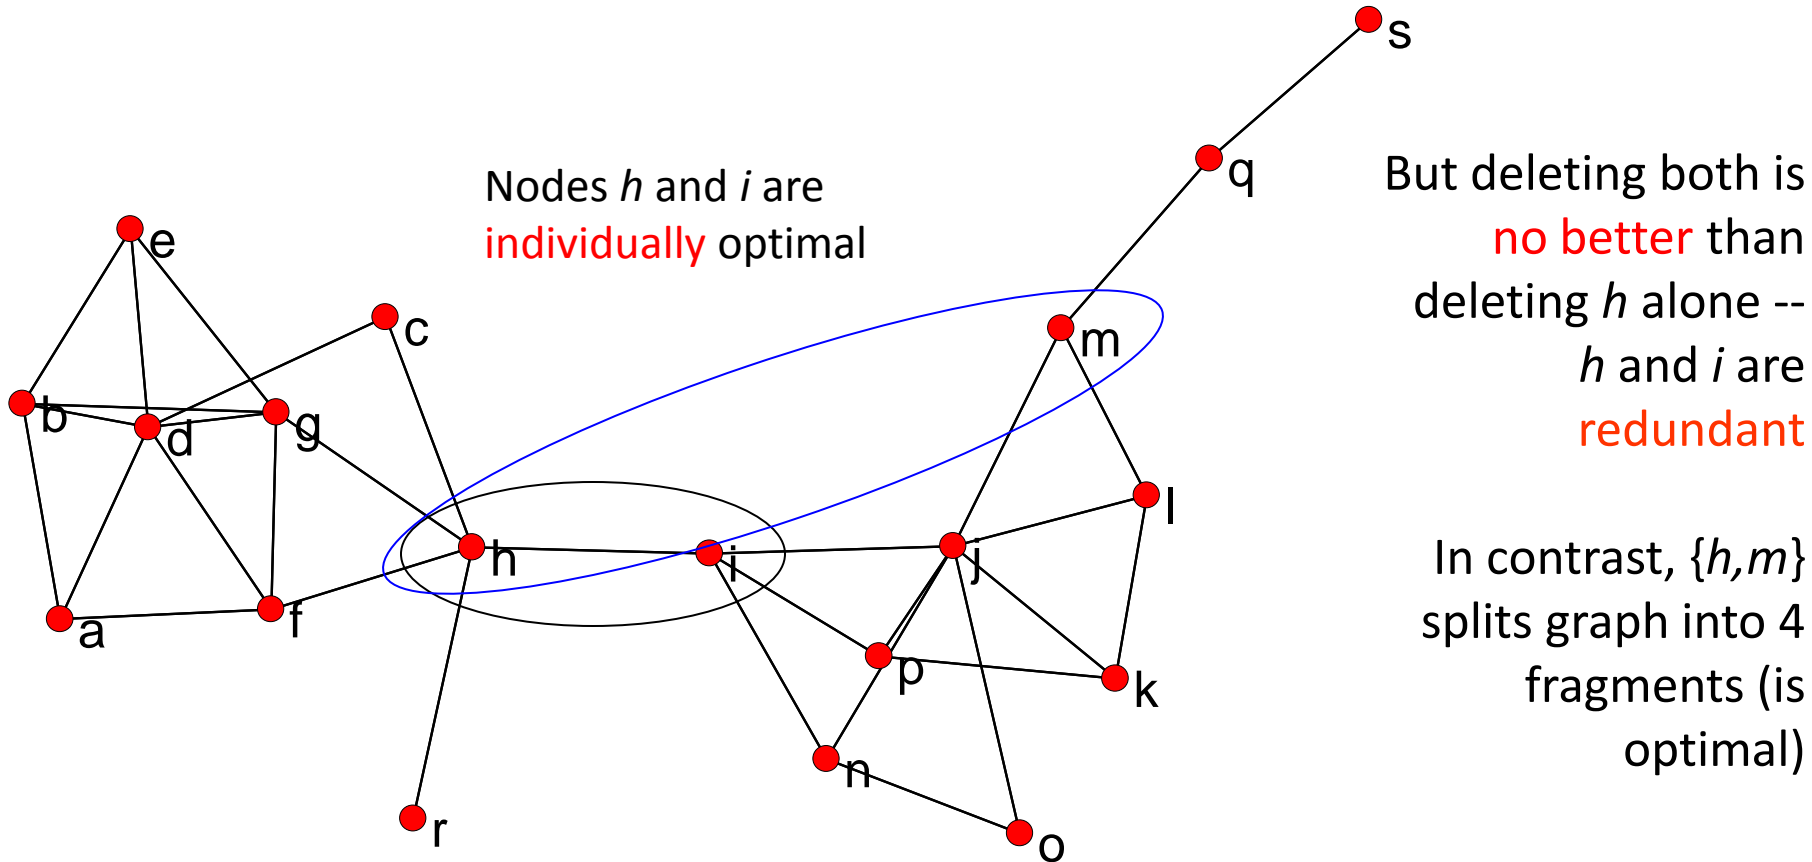 s
q
Nodes h and i are
individually optimal
But deleting both is
no better than
deleting h alone --
h and i are
redundant
In contrast, {h,m}
splits graph into 4
fragments (is
optimal)
e
c
m
b
d
g
l
h
i
j
a
f
p
k
n
r
o